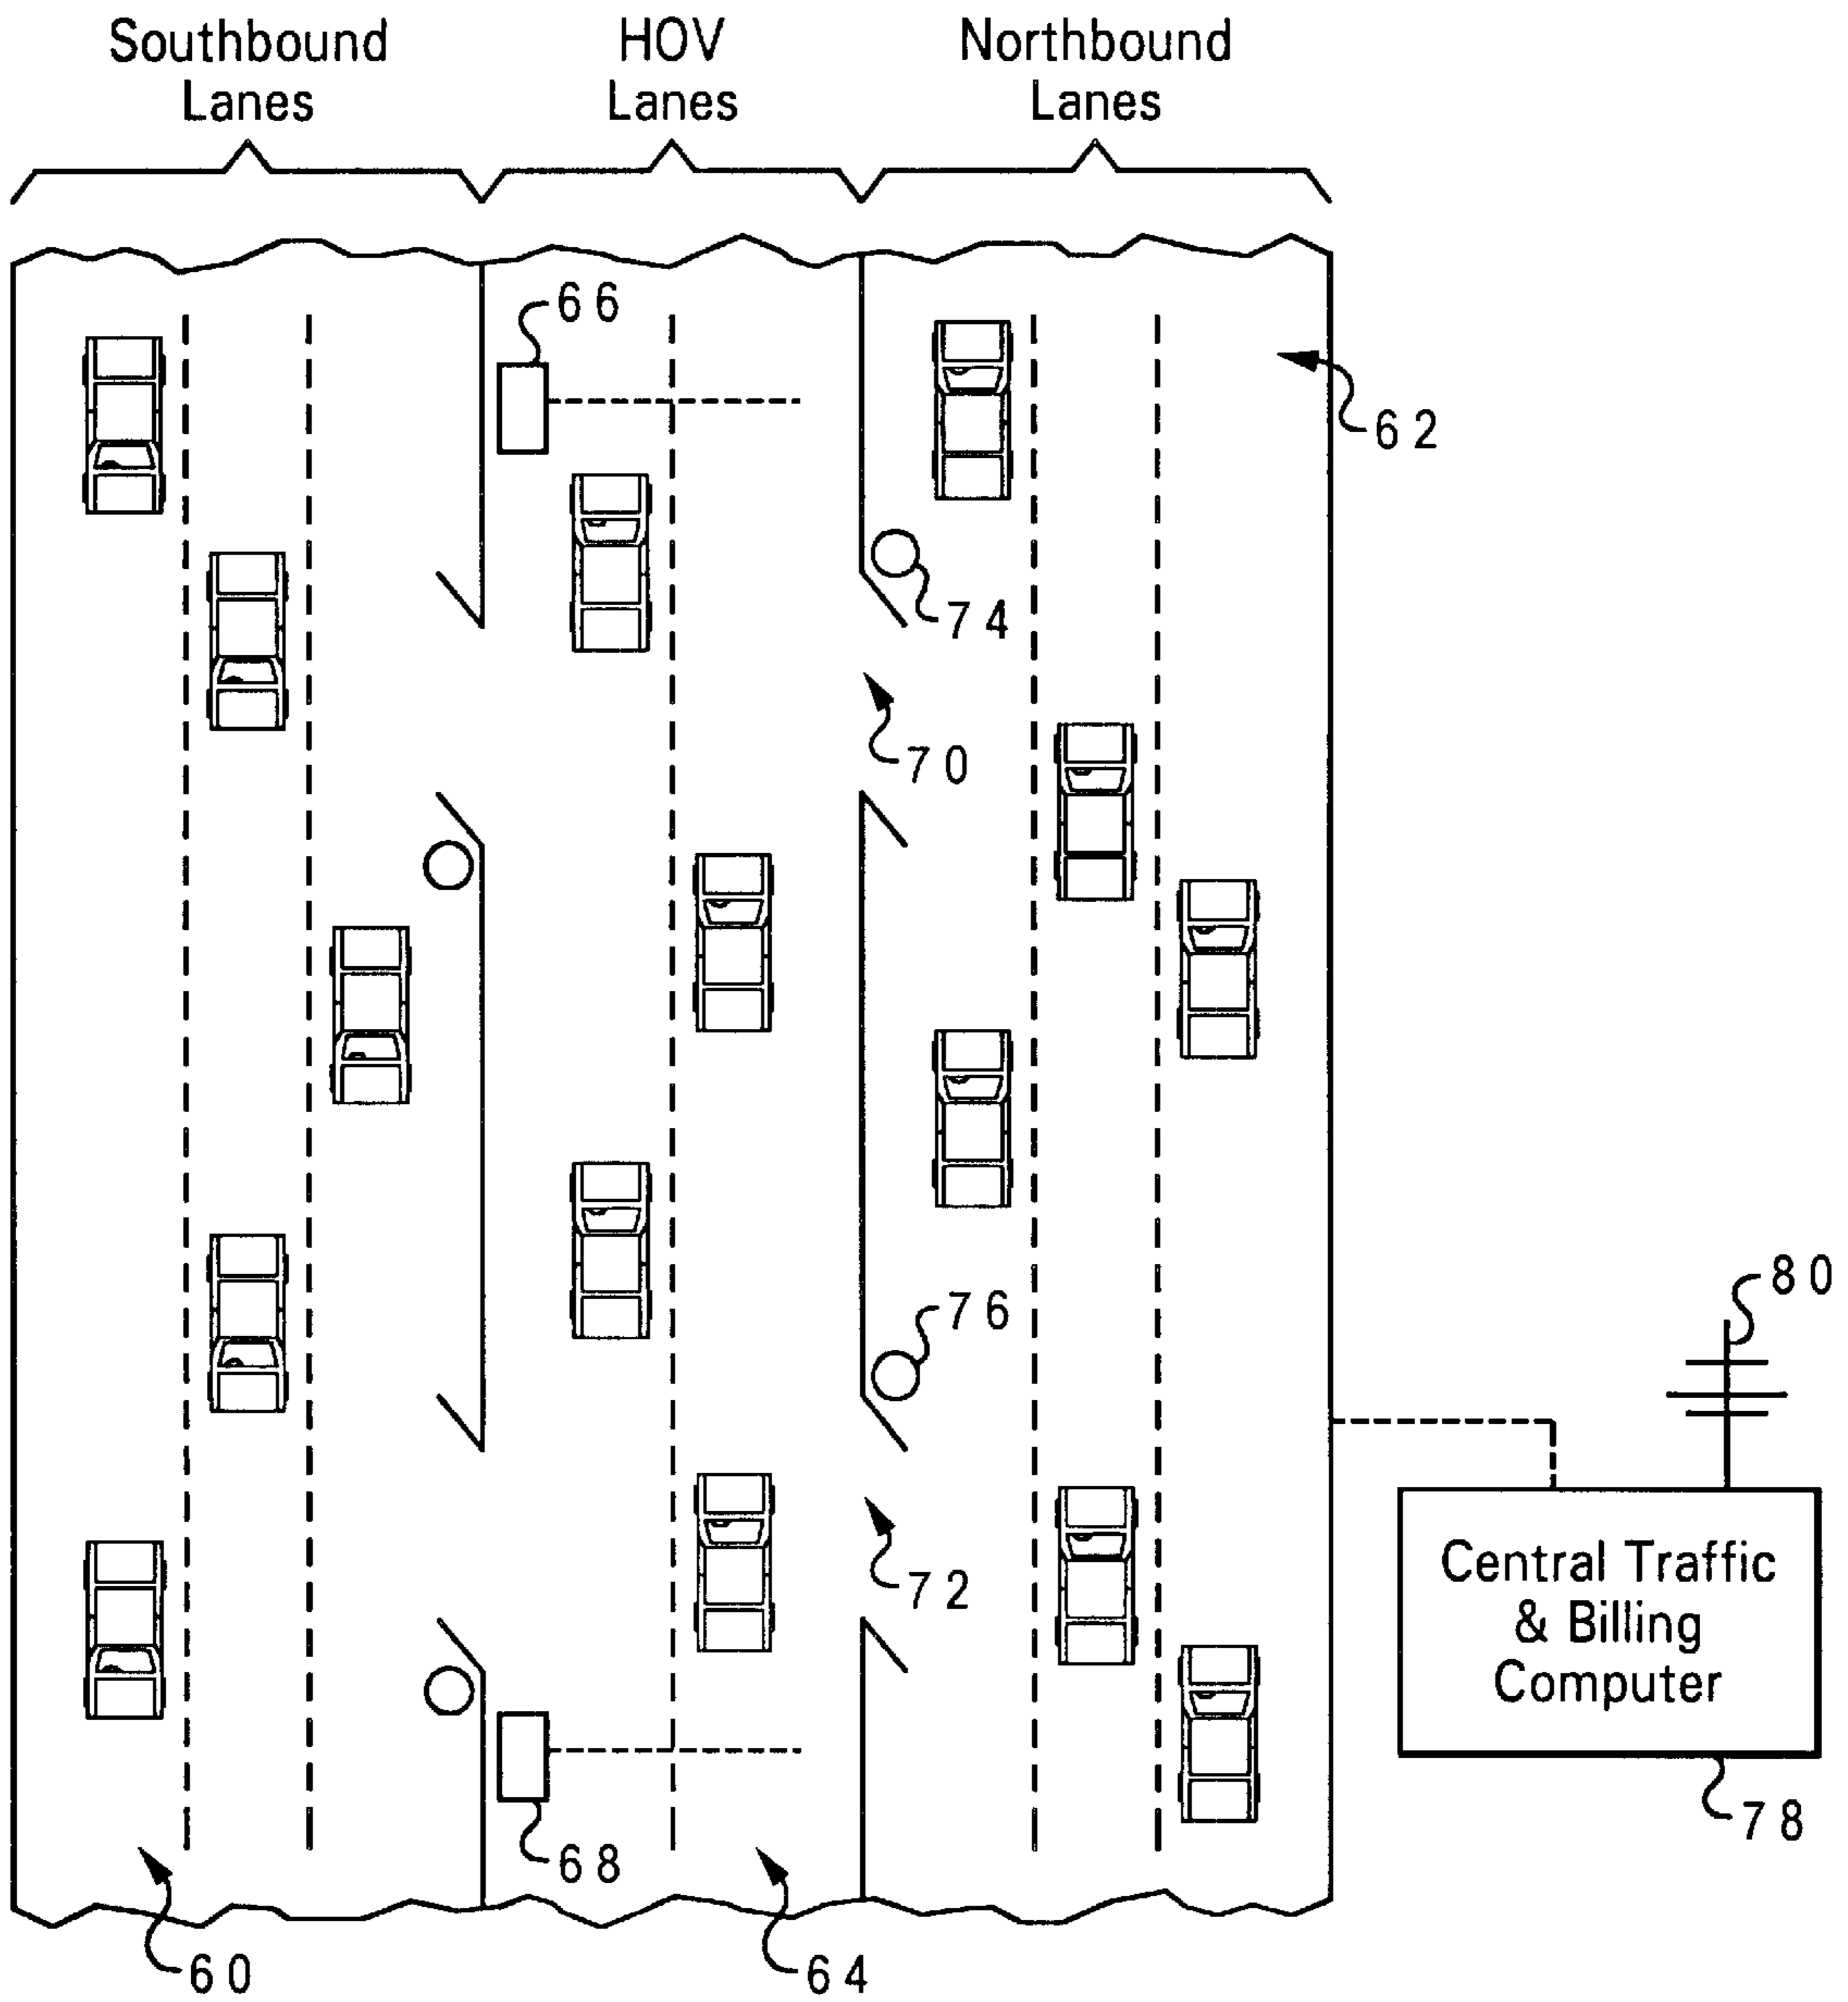 Southbound
Lanes
HOV
Lanes
Northbound
Lanes
66
62
74
70
76
80
72
Central Traffic
& Billing
Computer
78
68
60
64